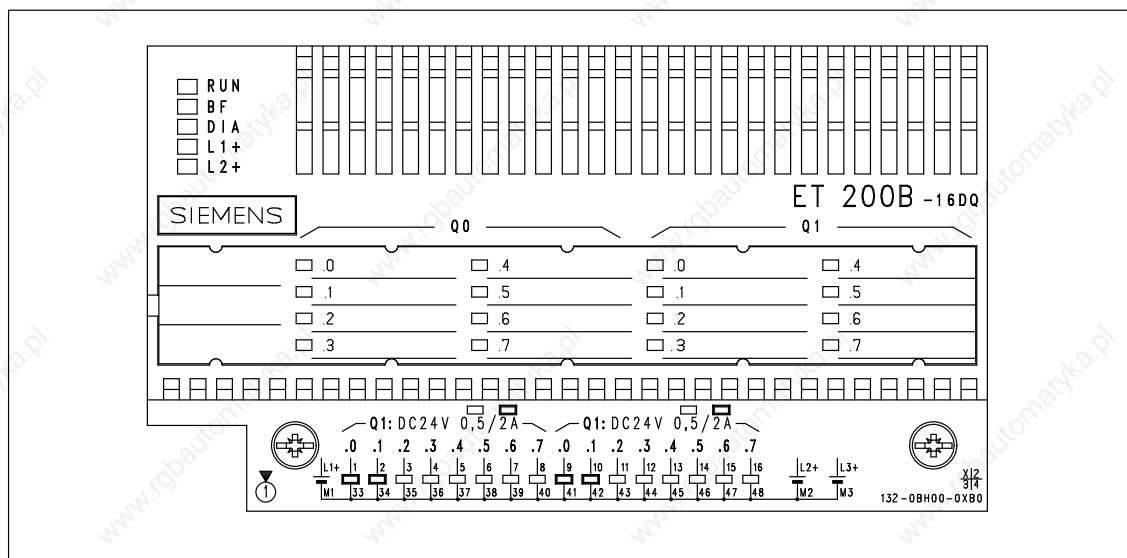 RUN
BF
DIA
L1+
L2+
SIEMENS
ET 200B -16DQ
Q0 Q1
.0 .4 .0 .4
.1 .5 .1 .5
.2 .6 .2 .6
.3 .7 .3 .7
Q1: DC24V 0,5/2A Q1: DC24V 0,5/2A
.0 .1 .2 .3 .4 .5 .6 .7 .0 .1 .2 .3 .4 .5 .6 .7
L1+ 1 2 3 4 5 6 7 8 9 10 11 12 13 14 15 16 L2+ L3+
M1 33 34 35 36 37 38 39 40 41 42 43 44 45 46 47 48 M2 M3
1
X 2
3 4
132-0BH00-0XB0
www.rgbautomatyka.pl